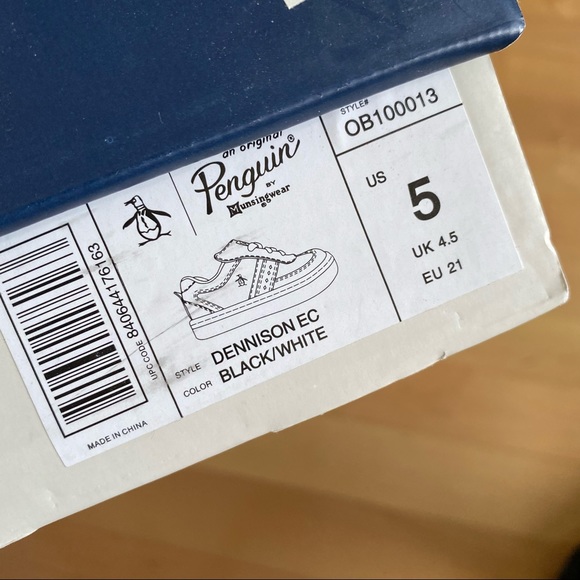 an original
Penguin®
BY
Munsingwear®
STYLE#
OB100013
US 5
UK 4.5
EU 21
UPC CODE: 840644176163
STYLE DENNISON EC
COLOR BLACK/WHITE
MADE IN CHINA